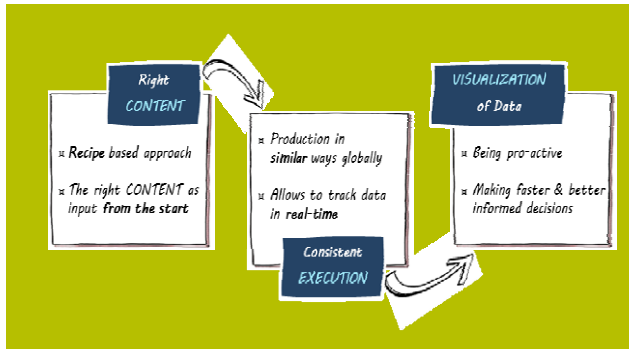 Right
CONTENT
¤ Recipe based approach
¤ The right CONTENT as
input from the start
¤ Production in
similar ways globally
¤ Allows to track data
in real-time
Consistent
EXECUTION
VISUALIZATION
of Data
¤ Being pro-active
¤ Making faster & better
informed decisions